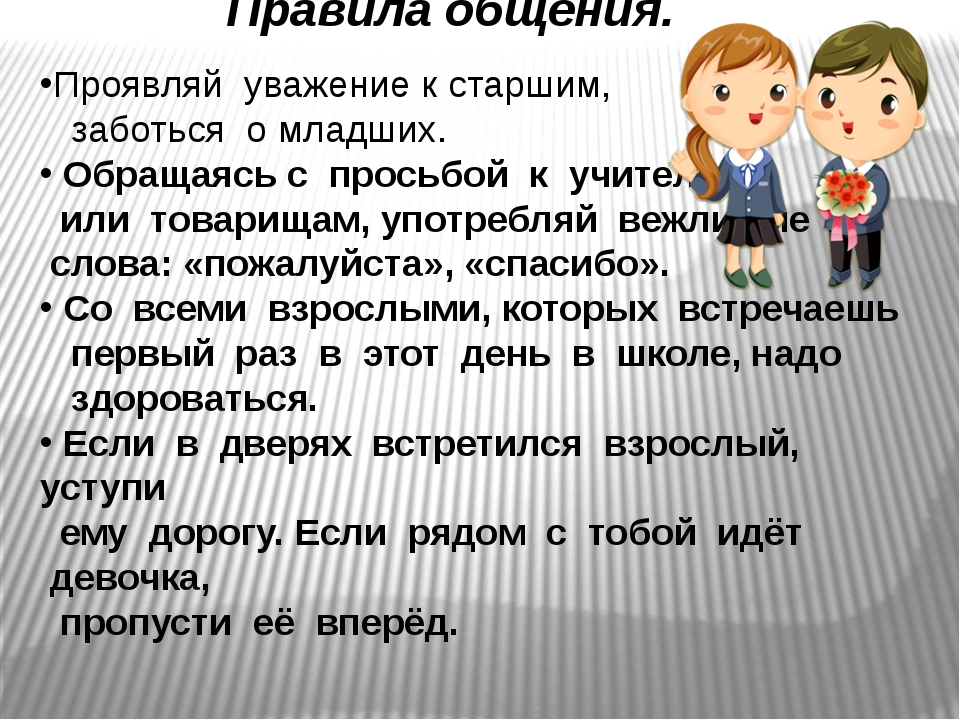 Правила общения.
•Проявляй уважение к старшим,
заботься о младших.
• Обращаясь с просьбой к
или товарищам, употребляй
слова: «пожалуйста», «спасибо».
• Со всеми взрослыми, которых встречаешь
первый раз в этот день в школе, надо
здороваться.
• Если в дверях встретился взрослый,
уступи
ему дорогу. Если рядом с тобой идёт
девочка,
пропусти её вперёд.